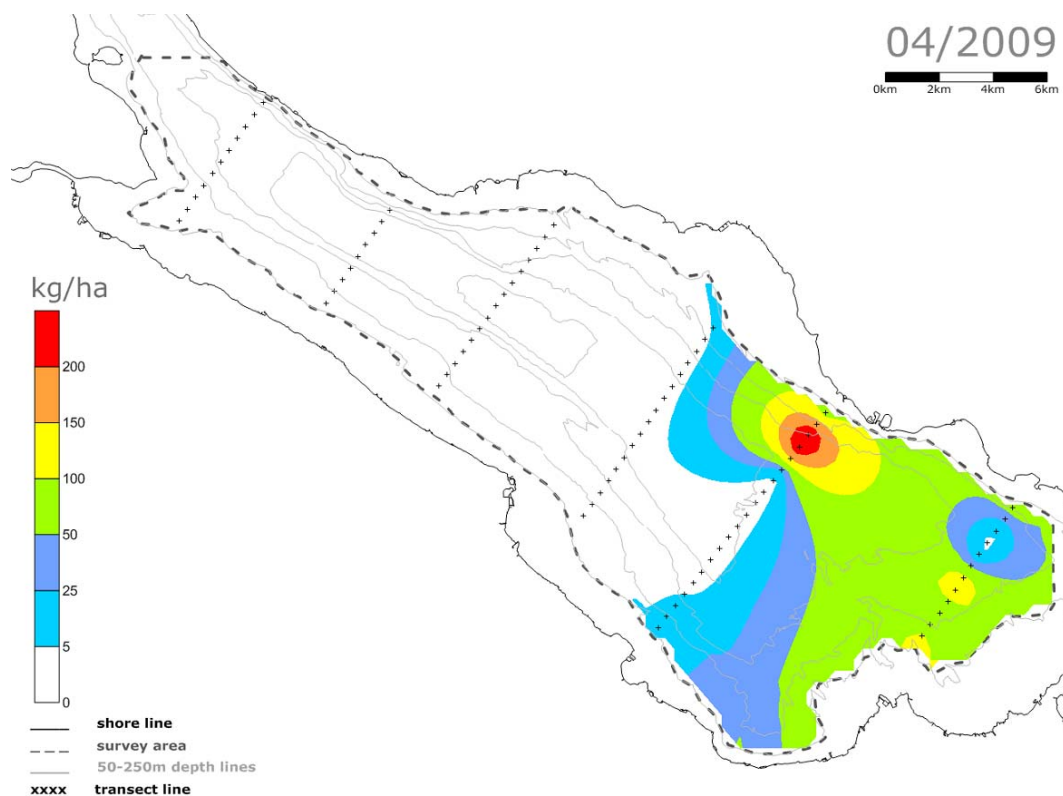 04/2009
0km 2km 4km 6km
kg/ha
200
150
100
50
25
5
0
shore line
survey area
50-250m depth lines
xxxx transect line